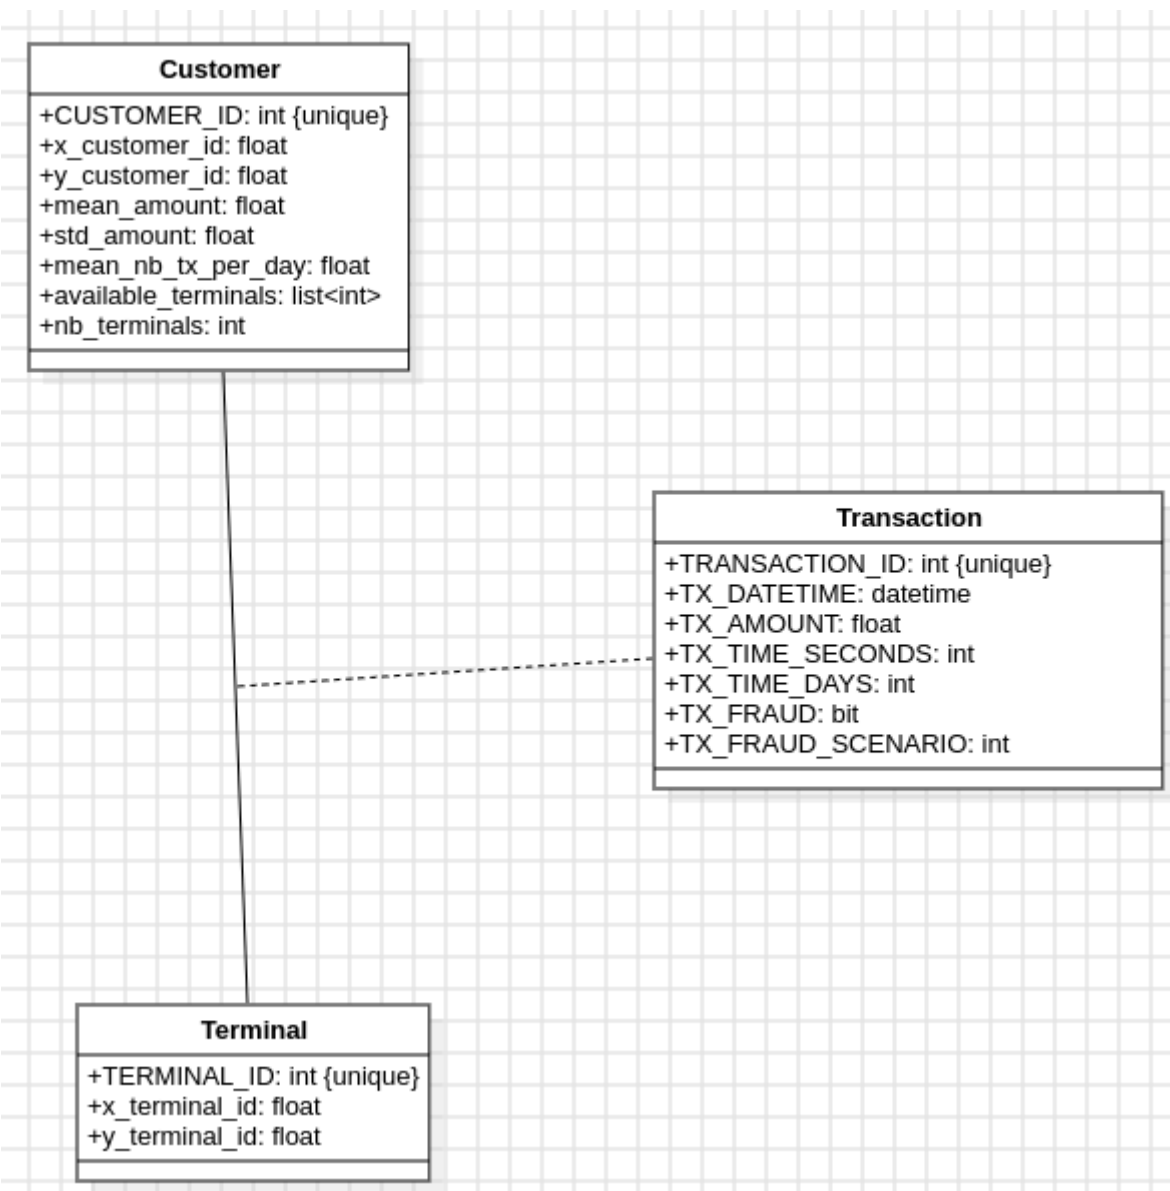 Customer
+CUSTOMER_ID: int {unique}
+x_customer_id: float
+y_customer_id: float
+mean_amount: float
+std_amount: float
+mean_nb_tx_per_day: float
+available_terminals: list<int>
+nb_terminals: int
Transaction
+TRANSACTION_ID: int {unique}
+TX_DATETIME: datetime
+TX_AMOUNT: float
+TX_TIME_SECONDS: int
+TX_TIME_DAYS: int
+TX_FRAUD: bit
+TX_FRAUD_SCENARIO: int
Terminal
+TERMINAL_ID: int {unique}
+x_terminal_id: float
+y_terminal_id: float